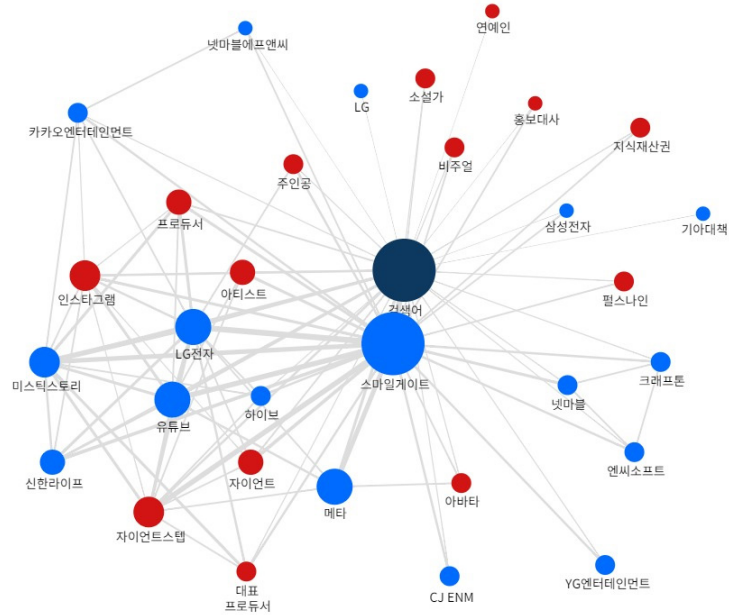 연예인
넷마블에프앤씨
LG
소설가
홍보대사
카카오엔터테인먼트
비주얼
지식재산권
주인공
프로듀서
삼성전자
기아대책
인스타그램
아티스트
펄스나인
검색어
LG전자
스마일게이트
미스틱스토리
크래프톤
유튜브
하이브
넷마블
엔씨소프트
신한라이프
자이언트
메타
아바타
자이언트스텝
대표
프로듀서
CJ ENM
YG엔터테인먼트